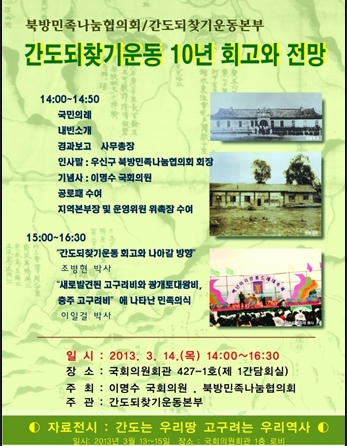 북방민족나눔협의회/간도되찾기운동본부
간도되찾기운동 10년 회고와 전망
14:00~14:50
국민의례
내빈소개
경과보고 사무총장
인사말 : 우신구 북방민족나눔협의회 회장
기념사 : 이명수 국회의원
공로패 수여
지역본부장 및 운영위원 위촉장 수여
15:00~16:30
"간도되찾기운동 회고와 나아갈 방향"
조병현 박사
"새로발견된 고구려비와 광개토대왕비,
충주 고구려비" 에 나타난 민족의식
이일걸 박사
일 시 : 2013. 3. 14.(목) 14:00~16:30
장 소 : 국회의원회관 427-1호(제 1간담회실)
주 최 : 이명수 국회의원 , 북방민족나눔협의회
주 관 : 간도되찾기운동본부
자료전시 : 간도는 우리땅 고구려는 우리역사
일시: 2013년 3월 13~15일 장소 : 국회의원회관 1층 로비